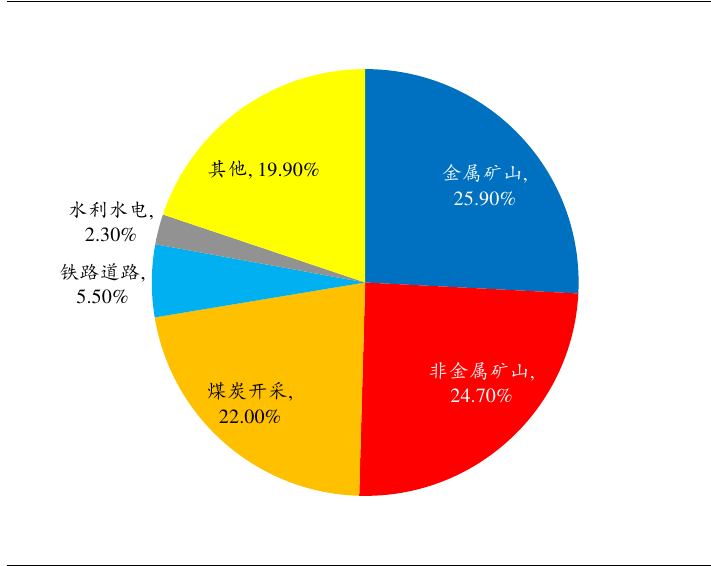 其他, 19.90%
金属矿山,
25.90%
水利水电,
2.30%
铁路道路,
5.50%
非金属矿山,
24.70%
煤炭开采,
22.00%